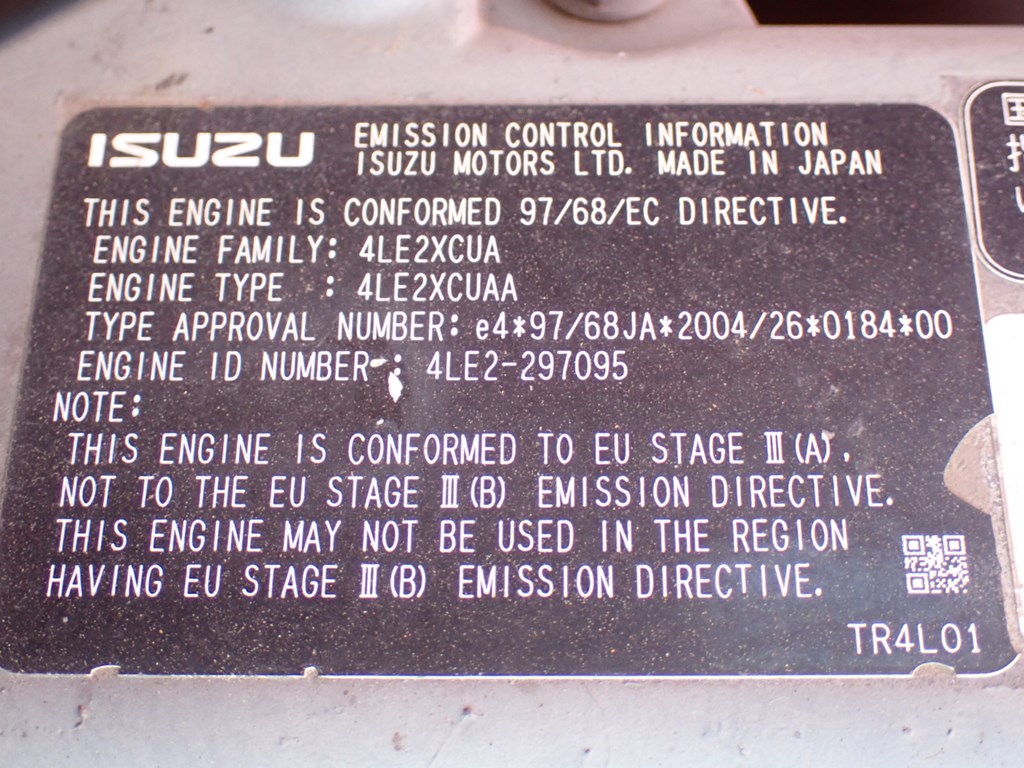 ISUZU
EMISSION CONTROL INFORMATION
ISUZU MOTORS LTD. MADE IN JAPAN
THIS ENGINE IS CONFORMED 97/68/EC DIRECTIVE.
ENGINE FAMILY: 4LE2XCUA
ENGINE TYPE : 4LE2XCUAA
TYPE APPROVAL NUMBER: e4*97/68JA*2004/26*0184*00
ENGINE ID NUMBER : 4LE2-297095
NOTE:
THIS ENGINE IS CONFORMED TO EU STAGE Ⅲ(A),
NOT TO THE EU STAGE Ⅲ(B) EMISSION DIRECTIVE.
THIS ENGINE MAY NOT BE USED IN THE REGION
HAVING EU STAGE Ⅲ(B) EMISSION DIRECTIVE.
TR4L01